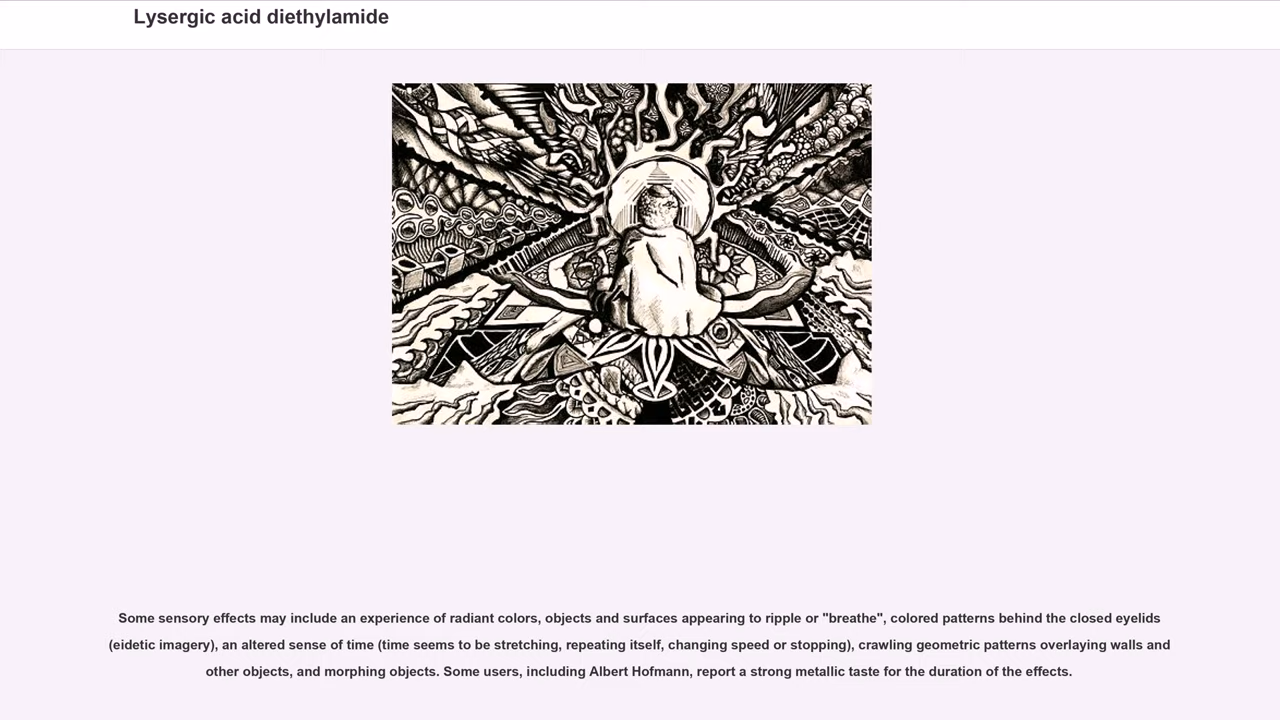 Lysergic acid diethylamide
Some sensory effects may include an experience of radiant colors, objects and surfaces appearing to ripple or "breathe", colored patterns behind the closed eyelids
(eidetic imagery), an altered sense of time (time seems to be stretching, repeating itself, changing speed or stopping), crawling geometric patterns overlaying walls and
other objects, and morphing objects. Some users, including Albert Hofmann, report a strong metallic taste for the duration of the effects.